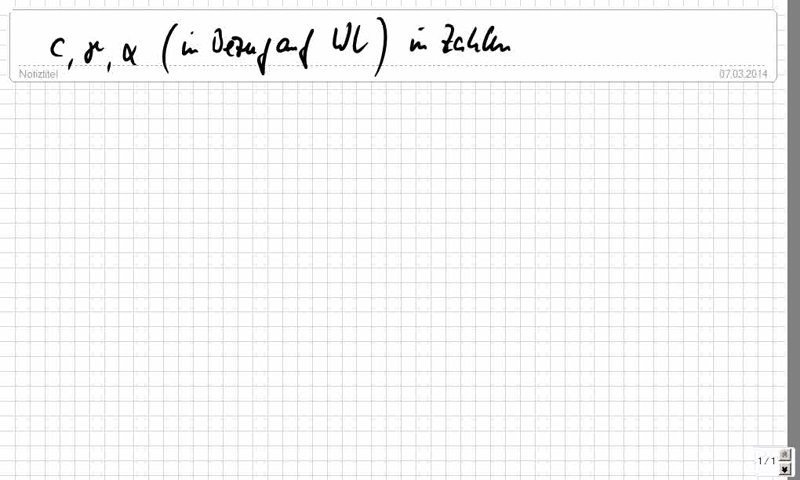 c, γ, α (in Bezug auf WL) in Zahlen
Notiztitel 07.03.2014
1 / 1